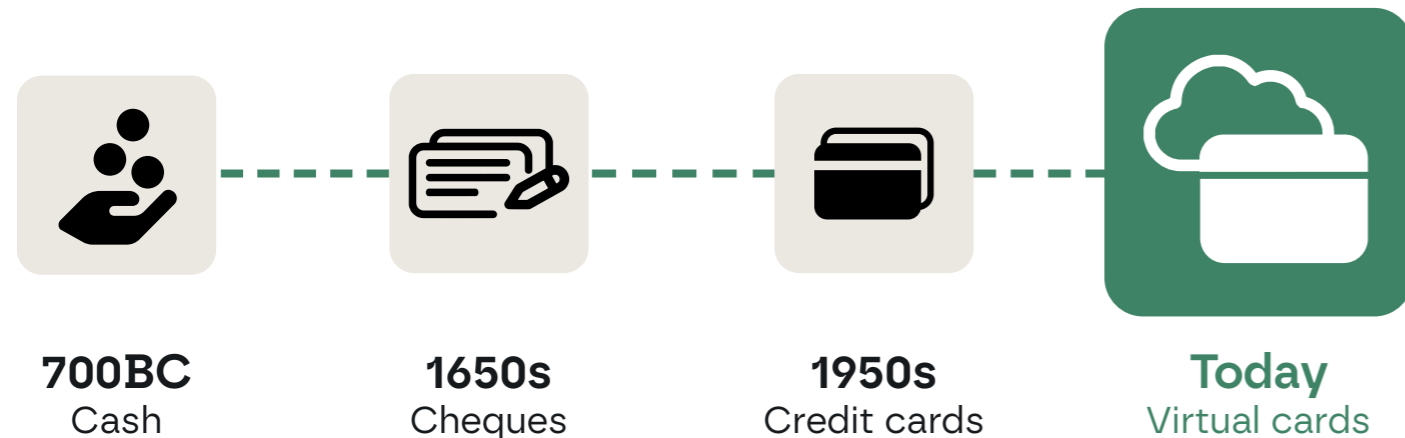 700BC
Cash
1650s
Cheques
1950s
Credit cards
Today
Virtual cards